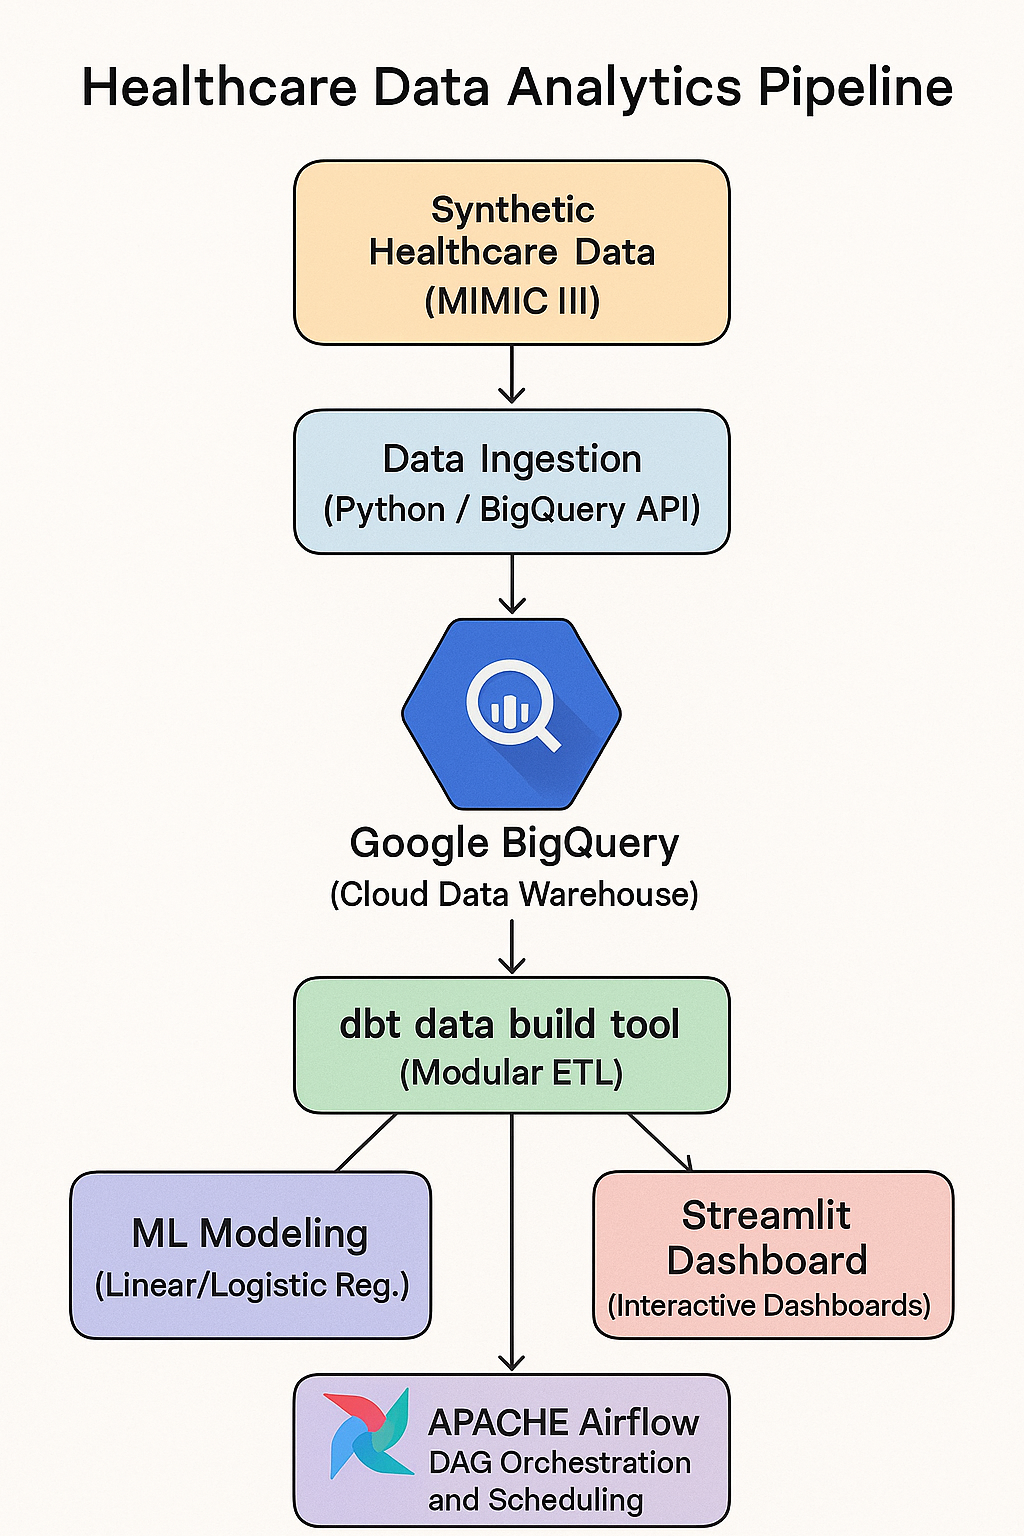 Healthcare Data Analytics Pipeline
Synthetic
Healthcare Data
(MIMIC III)
Data Ingestion
(Python / BigQuery API)
Google BigQuery
(Cloud Data Warehouse)
dbt data build tool
(Modular ETL)
ML Modeling
(Linear/Logistic Reg.)
Streamlit
Dashboard
(Interactive Dashboards)
APACHE Airflow
DAG Orchestration
and Scheduling